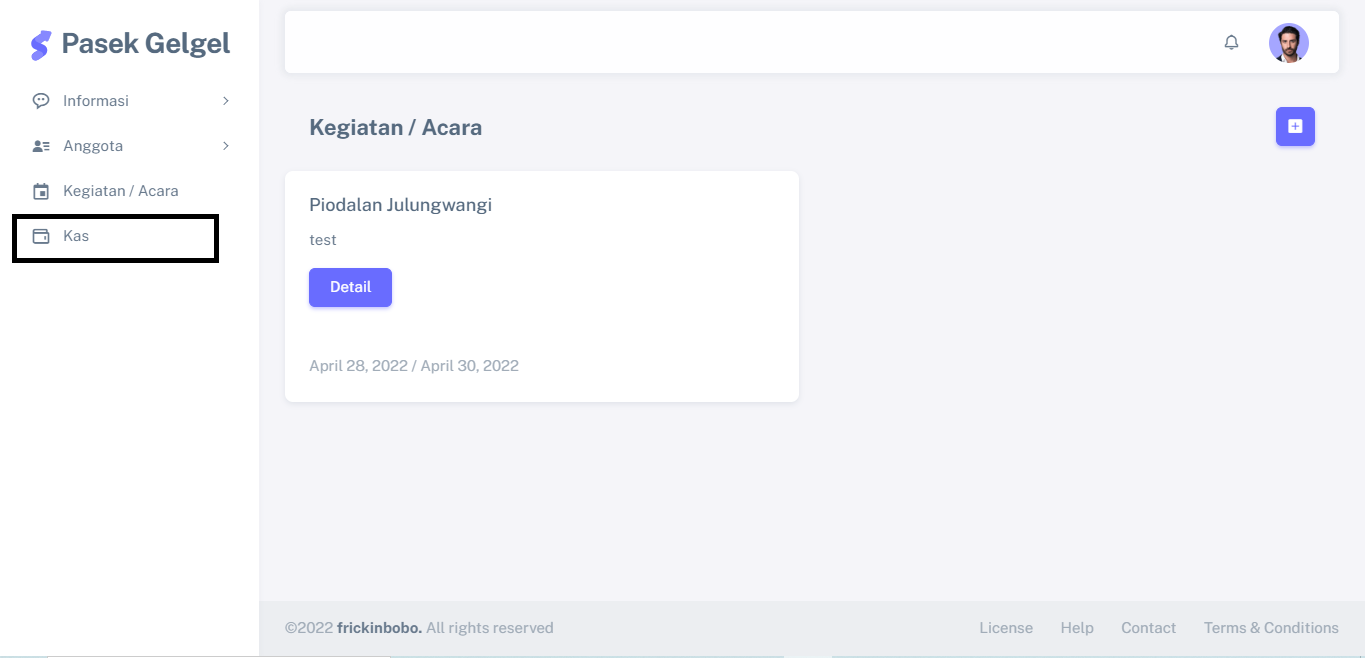 Pasek Gelgel
Informasi
Anggota
Kegiatan / Acara
Kas
Kegiatan / Acara
Piodalan Julungwangi
test
Detail
April 28, 2022 / April 30, 2022
©2022 frickinbobo. All rights reserved
License Help Contact Terms & Conditions